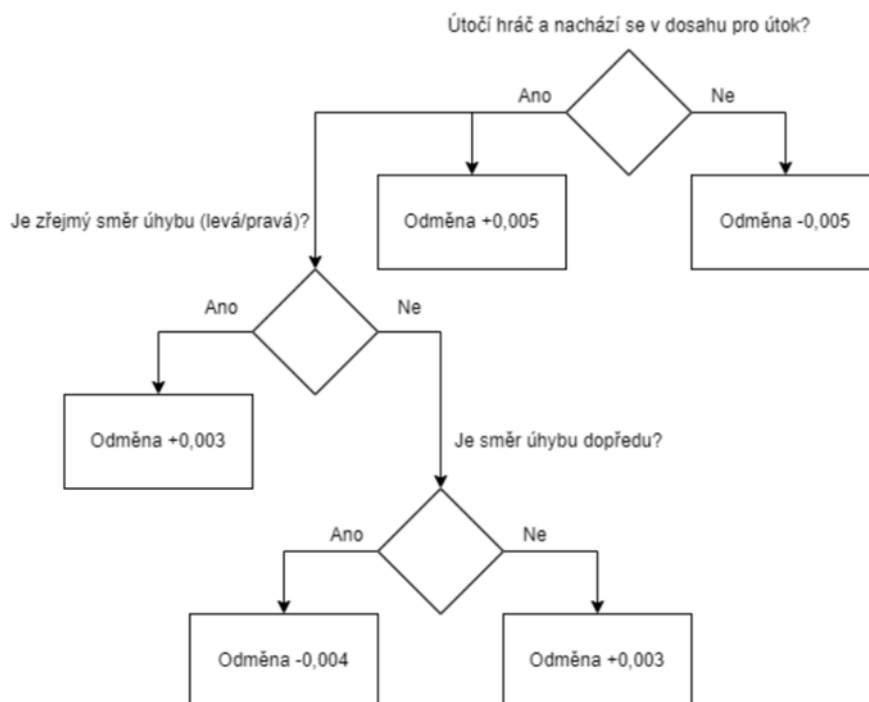 Útočí hráč a nachází se v dosahu pro útok?
Ano
Ne
Odměna +0,005
Odměna -0,005
Je zřejmý směr úhybu (levá/pravá)?
Ano
Ne
Odměna +0,003
Je směr úhybu dopředu?
Ano
Ne
Odměna -0,004
Odměna +0,003